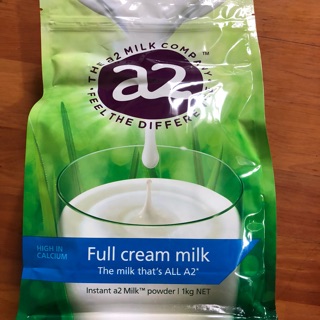 THE a2 MILK COMPANY™
a2
FEEL THE DIFFERE
HIGH IN
CALCIUM
Full cream milk
The milk that's ALL A2*
Instant a2 Milk™ powder | 1kg NET